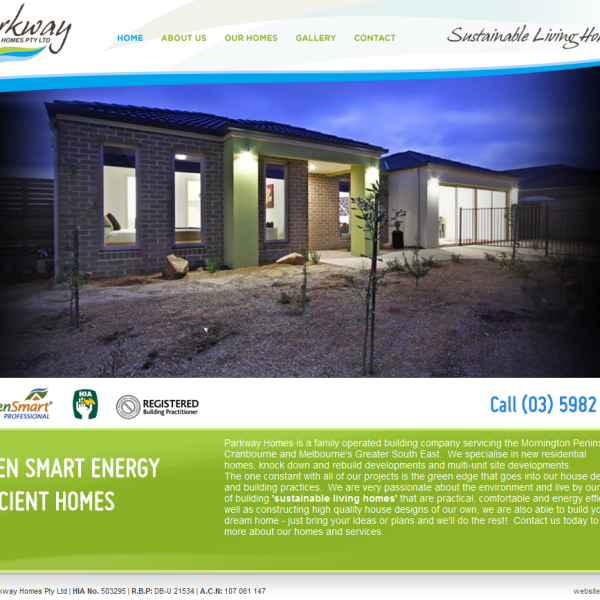 arkway
HOMES PTY LTD
HOME ABOUT US OUR HOMES GALLERY CONTACT
Sustainable Living Hom
enSmart
PROFESSIONAL
HIA
REGISTERED
Building Practitioner
Call (03) 5982
EEN SMART ENERGY
ICIENT HOMES
Parkway Homes is a family operated building company servicing the Mornington Penins
Cranbourne and Melbourne's Greater South East. We specialise in new residential
homes, knock down and rebuild developments and multi-unit site developments.
The one constant with all of our projects is the green edge that goes into our house de
and building practices. We are very passionate about the environment and live by our
of building 'sustainable living homes' that are practical, comfortable and energy effic
well as constructing high quality house designs of our own, we are also able to build yo
dream home - just bring your ideas or plans and we'll do the rest! Contact us today to
more about our homes and services.
kway Homes Pty Ltd | HIA No. 503295 | R.B.P: DB-U 21534 | A.C.N: 107 061 147
website